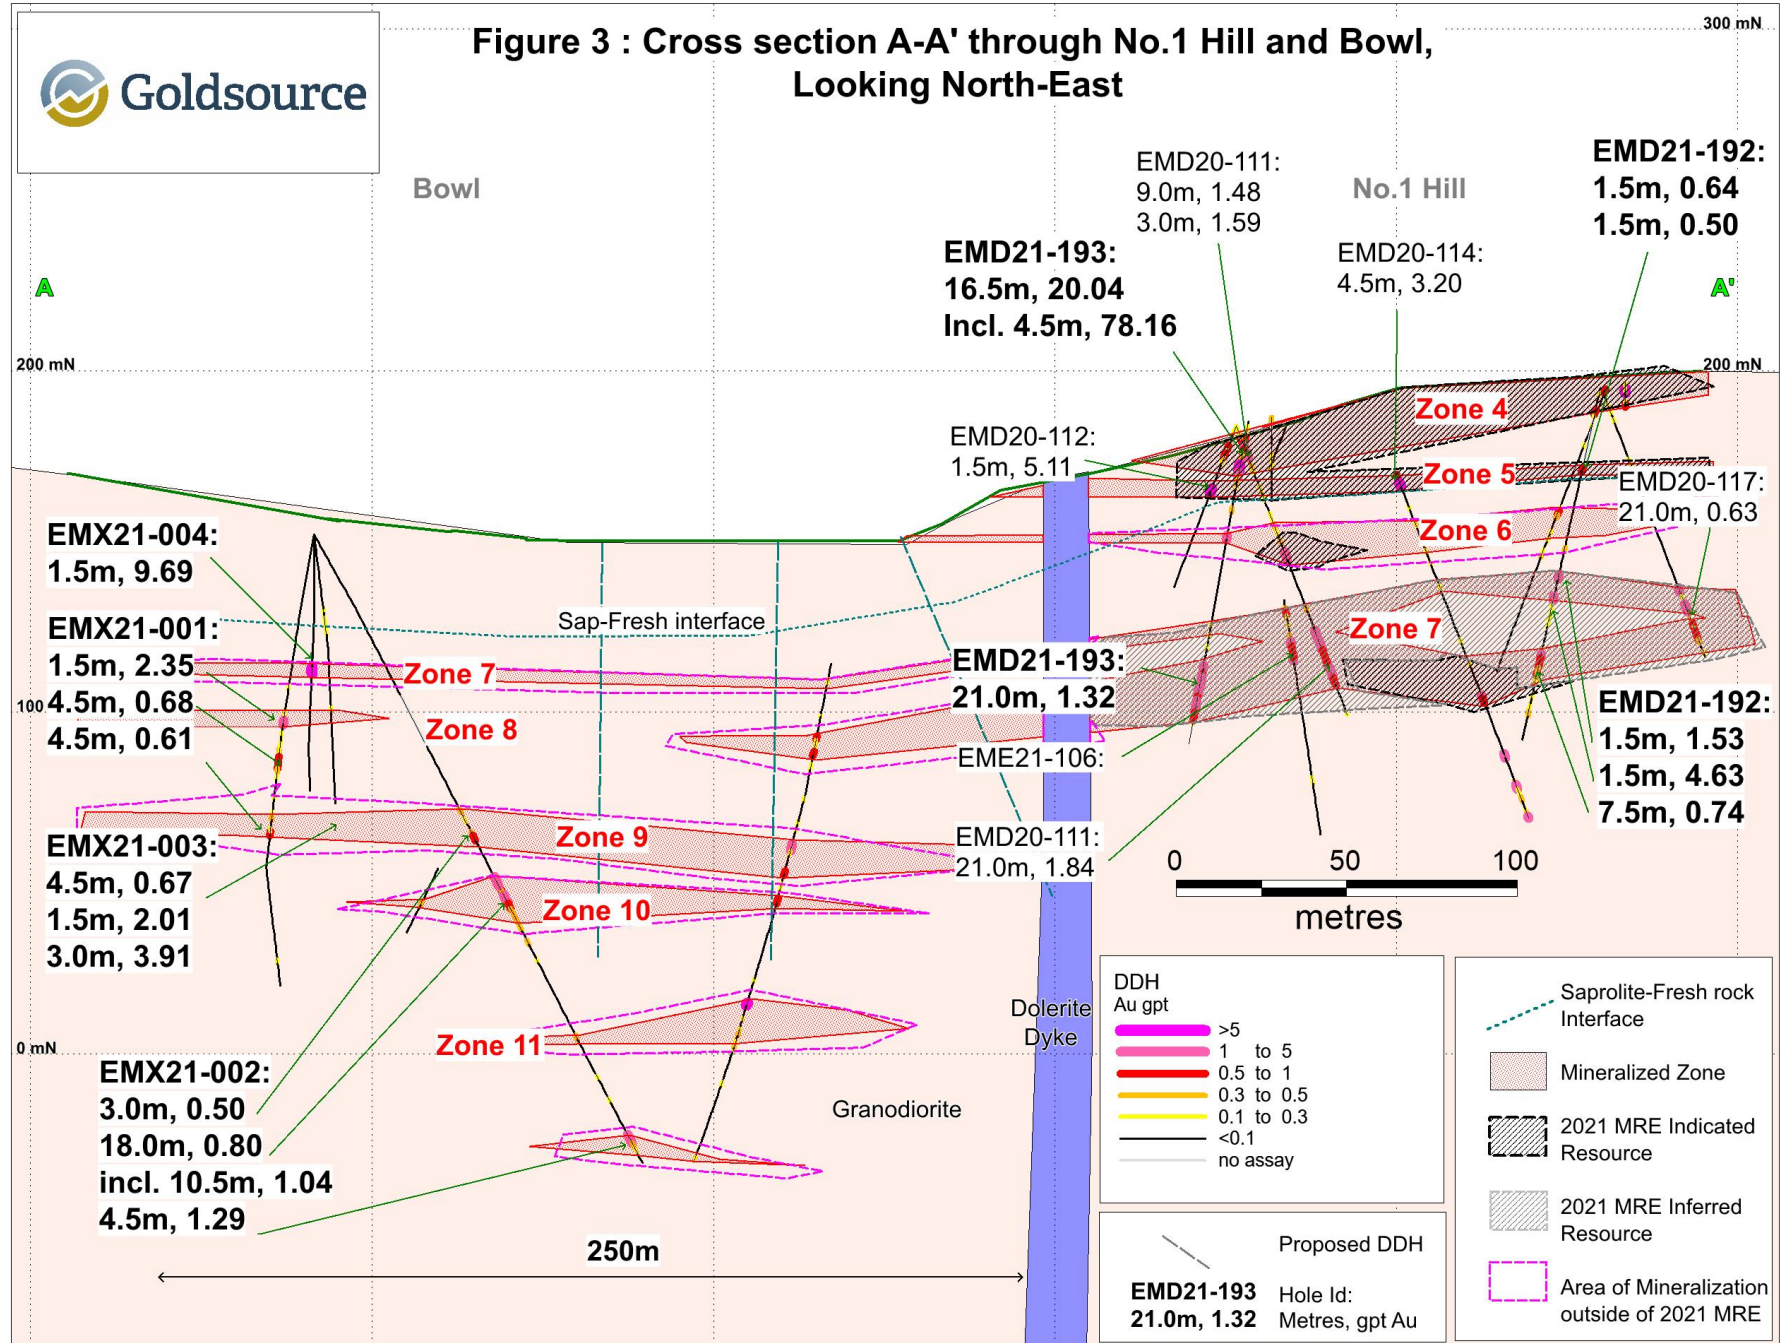 Goldsource
Figure 3 : Cross section A-A' through No.1 Hill and Bowl,
Looking North-East
300 mN
Bowl
No.1 Hill
EMD20-111:
9.0m, 1.48
3.0m, 1.59
EMD21-192:
1.5m, 0.64
1.5m, 0.50
EMD21-193:
16.5m, 20.04
Incl. 4.5m, 78.16
EMD20-114:
4.5m, 3.20
A
A'
200 mN
200 mN
Zone 4
EMD20-112:
1.5m, 5.11
Zone 5
EMD20-117:
21.0m, 0.63
Zone 6
EMX21-004:
1.5m, 9.69
Sap-Fresh interface
EMX21-001:
1.5m, 2.35
4.5m, 0.68
4.5m, 0.61
Zone 7
Zone 7
EMD21-193:
21.0m, 1.32
100
Zone 8
EMD21-192:
1.5m, 1.53
1.5m, 4.63
7.5m, 0.74
EME21-106:
Zone 9
EMD20-111:
21.0m, 1.84
EMX21-003:
4.5m, 0.67
1.5m, 2.01
3.0m, 3.91
0 50 100
metres
Zone 10
Dolerite
Dyke
Zone 11
0 mN
EMX21-002:
3.0m, 0.50
18.0m, 0.80
incl. 10.5m, 1.04
4.5m, 1.29
Granodiorite
250m
DDH
Au gpt
>5
1 to 5
0.5 to 1
0.3 to 0.5
0.1 to 0.3
<0.1
no assay
Proposed DDH
EMD21-193 Hole Id:
21.0m, 1.32 Metres, gpt Au
Saprolite-Fresh rock
Interface
Mineralized Zone
2021 MRE Indicated
Resource
2021 MRE Inferred
Resource
Area of Mineralization
outside of 2021 MRE